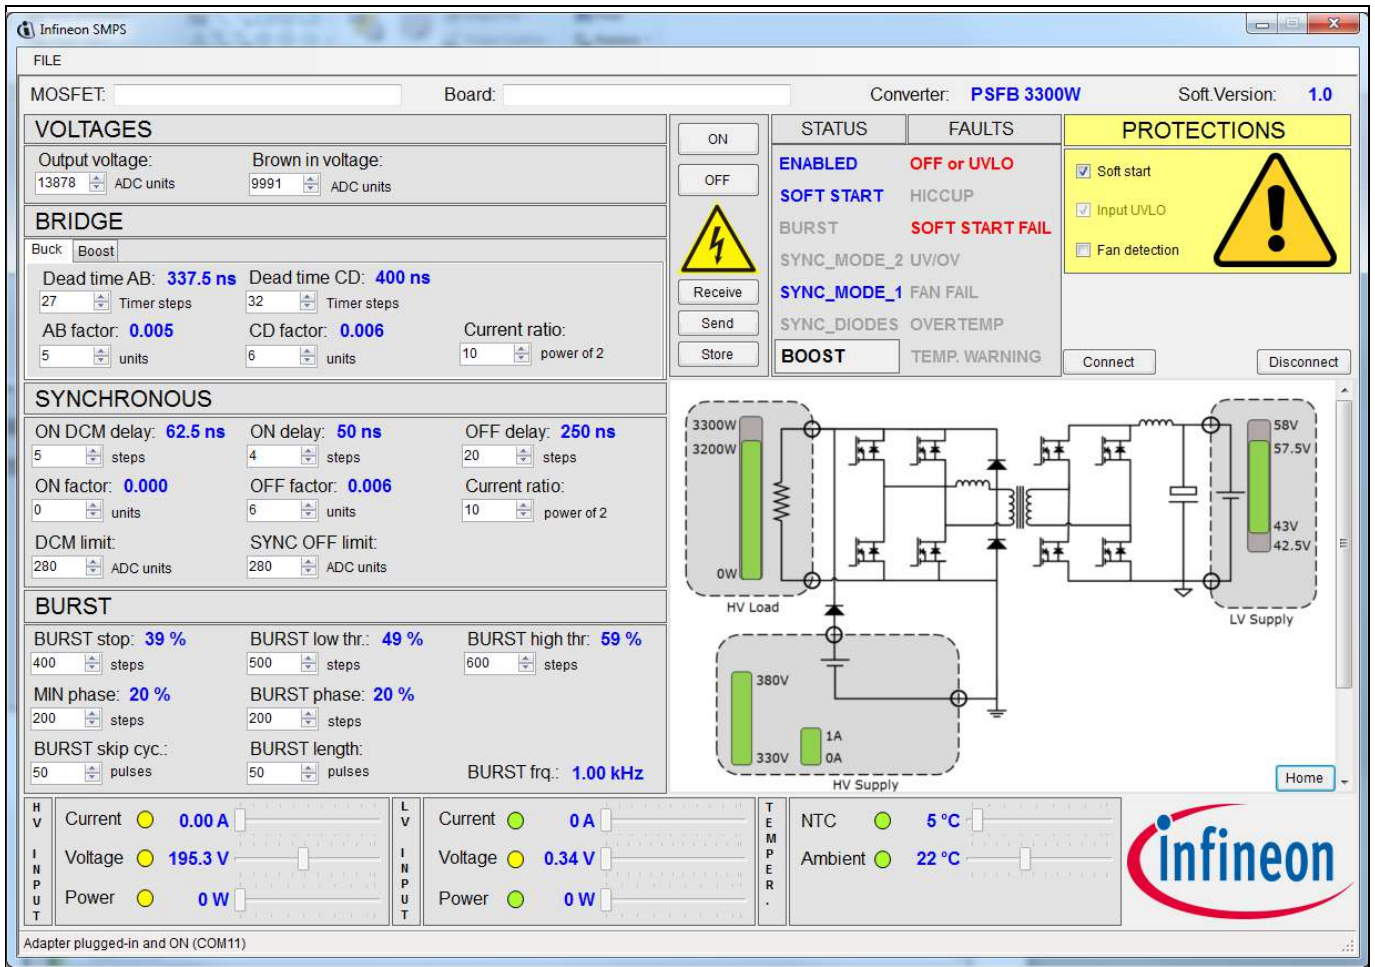 Infineon SMPS
FILE
MOSFET: Board: Converter: PSFB 3300W Soft.Version: 1.0
VOLTAGES
Output voltage: Brown in voltage:
13878 ADC units 9991 ADC units
BRIDGE
Buck Boost
Dead time AB: 337.5 ns Dead time CD: 400 ns
27 Timer steps 32 Timer steps
AB factor: 0.005 CD factor: 0.006 Current ratio:
5 units 6 units 10 power of 2
SYNCHRONOUS
ON DCM delay: 62.5 ns ON delay: 50 ns OFF delay: 250 ns
5 steps 4 steps 20 steps
ON factor: 0.000 OFF factor: 0.006 Current ratio:
0 units 6 units 10 power of 2
DCM limit: SYNC OFF limit:
280 ADC units 280 ADC units
BURST
BURST stop: 39 % BURST low thr.: 49 % BURST high thr: 59 %
400 steps 500 steps 600 steps
MIN phase: 20 % BURST phase: 20 %
200 steps 200 steps
BURST skip cyc.: BURST length:
50 pulses 50 pulses BURST frq.: 1.00 kHz
ON
OFF
Receive
Send
Store
STATUS FAULTS
ENABLED OFF or UVLO
SOFT START HICCUP
BURST SOFT START FAIL
SYNC_MODE_2 UV/OV
SYNC_MODE_1 FAN FAIL
SYNC_DIODES OVERTEMP
BOOST TEMP. WARNING
PROTECTIONS
Soft start
Input UVLO
Fan detection
Connect Disconnect
3300W
3200W
0W
HV Load
58V
57.5V
43V
42.5V
LV Supply
380V
330V
1A
0A
HV Supply
Home
HV INPUT
Current 0.00 A
Voltage 195.3 V
Power 0 W
LV INPUT
Current 0 A
Voltage 0.34 V
Power 0 W
TEMPER.
NTC 5 °C
Ambient 22 °C
infineon
Adapter plugged-in and ON (COM11)